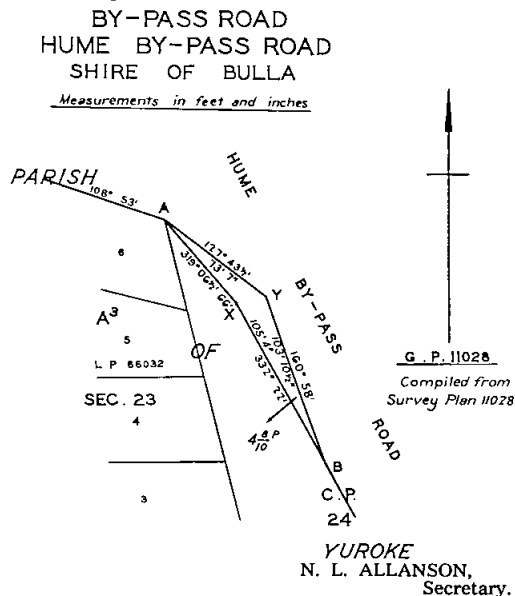 BY-PASS ROAD
HUME BY-PASS ROAD
SHIRE OF BULLA
Measurements in feet and inches
HUME
PARISH
108° 53'
A
127° 43½'
73' 7"
319° 06½' 66'
6
Y
BY-PASS
X
A³
5
OF
L P 86032
105' 4"
332° 22'
160° 58'
103' 10½"
G. P. 11028
Compiled from
Survey Plan 11028
SEC. 23
4
4 8/10 P
ROAD
B
C. P.
24
3
YUROKE
N. L. ALLANSON,
Secretary.